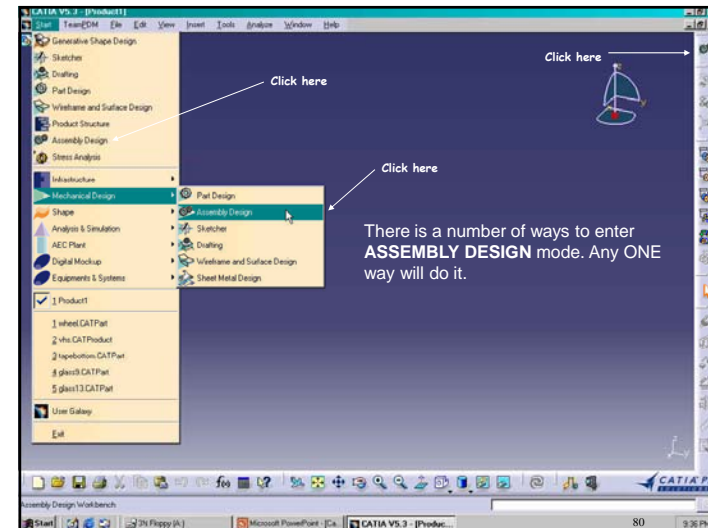 CATIA V5.3 - [Product1]
Start TeamPDM File Edit View Insert Tools Analyze Window Help
Generative Shape Design
Sketcher
Drafting
Part Design
Wireframe and Surface Design
Product Structure
Assembly Design
Stress Analysis
Infrastructure
Mechanical Design
Shape
Analysis & Simulation
AEC Plant
Digital Mockup
Equipments & Systems
1 Product1
1 wheel.CATPart
2 vhs.CATProduct
3 tapebottom.CATPart
4 glass9.CATPart
5 glass13.CATPart
User Galaxy
Exit
Part Design
Assembly Design
Sketcher
Drafting
Wireframe and Surface Design
Sheet Metal Design
Click here
Click here
Click here
There is a number of ways to enter
ASSEMBLY DESIGN mode. Any ONE
way will do it.
z
y
CATIA P
SOLUTIONS
Assembly Design Workbench
Start
3½ Floppy (A:)
Microsoft PowerPoint - [Ca...
CATIA V5.3 - [Produc...
80
9:36 PM